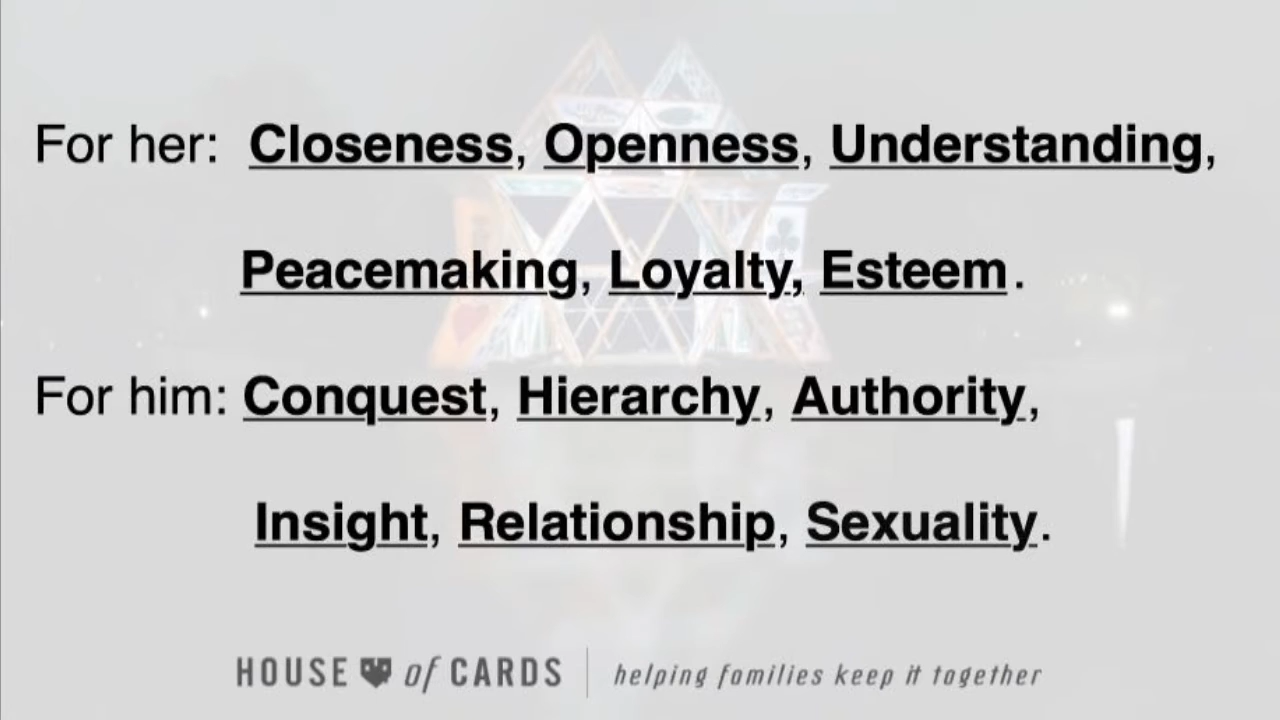 For her: Closeness, Openness, Understanding,
Peacemaking, Loyalty, Esteem.
For him: Conquest, Hierarchy, Authority,
Insight, Relationship, Sexuality.
HOUSE of CARDS | helping families keep it together